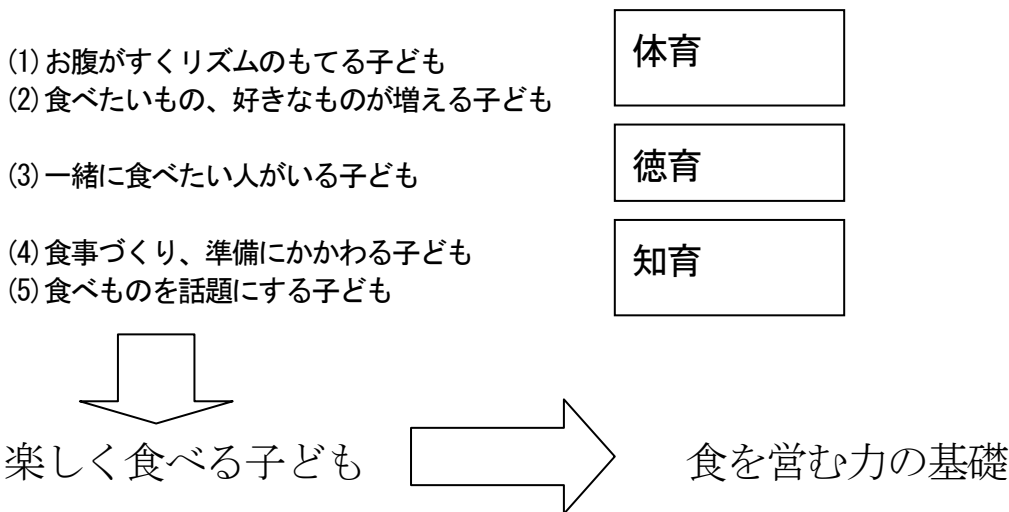 (1)お腹がすくリズムのもてる子ども
体育
(2)食べたいもの、好きなものが増える子ども
(3)一緒に食べたい人がいる子ども
徳育
(4)食事づくり、準備にかかわる子ども
知育
(5)食べものを話題にする子ども
楽しく食べる子ども
食を営む力の基礎